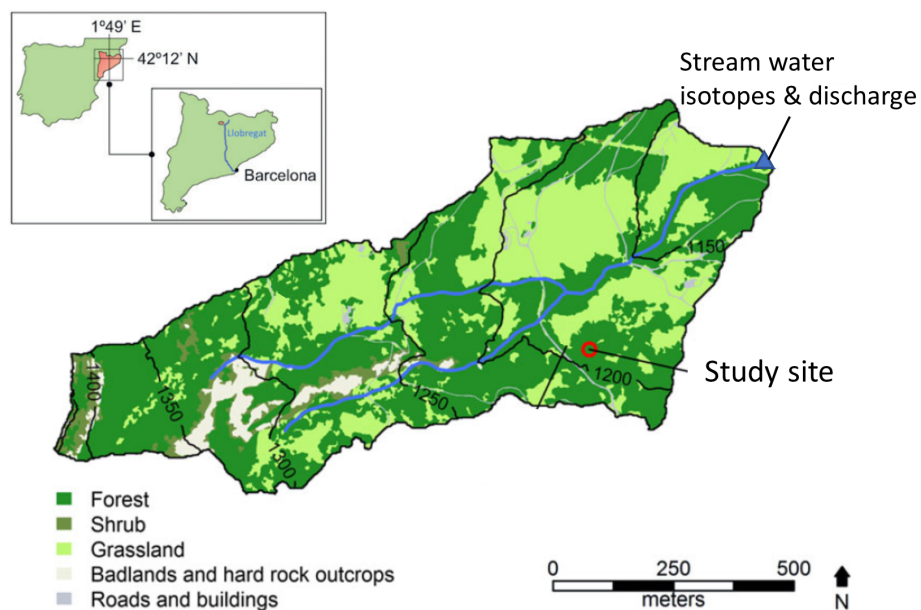 1º49’ E
42º12’ N
Llobregat
Barcelona
Stream water
isotopes & discharge
1150
Study site
1200
1250
1300
1350
1400
Forest
Shrub
Grassland
Badlands and hard rock outcrops
Roads and buildings
0 250 500
meters
N